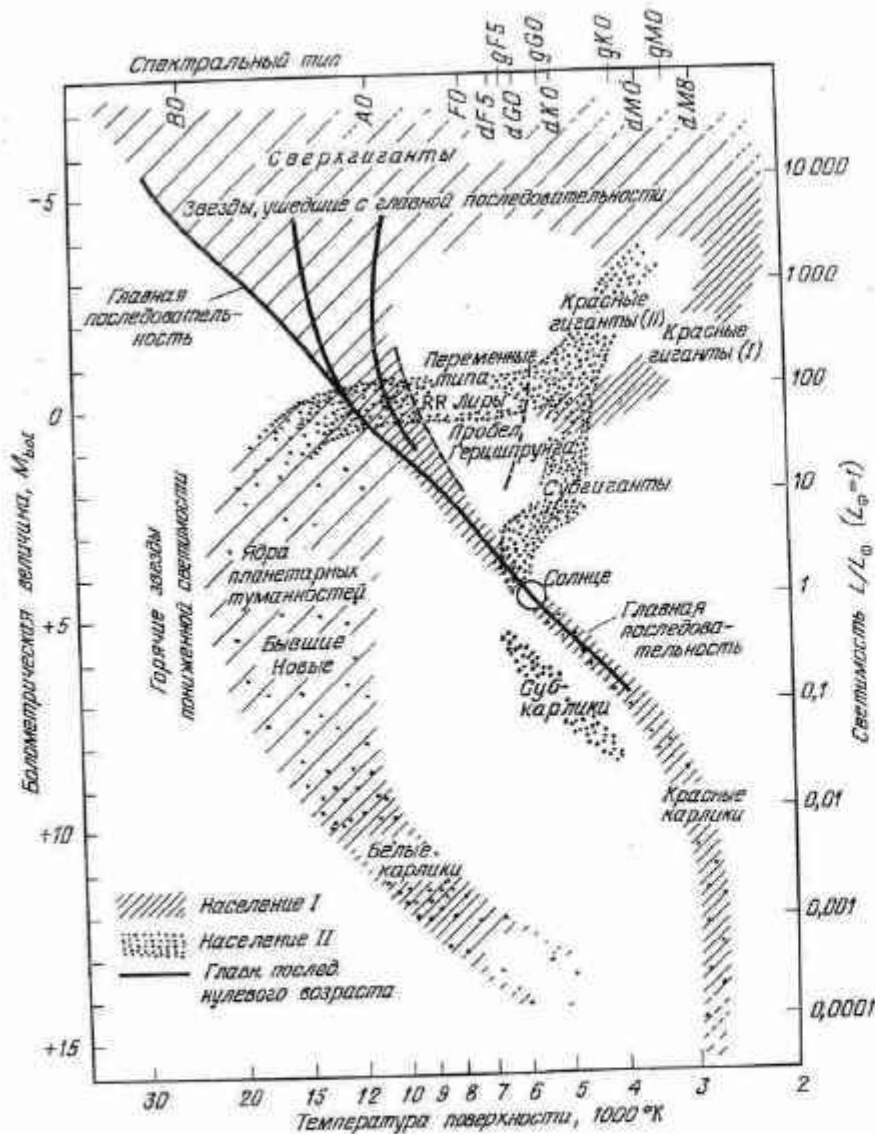 Спектральный тип
B0
A0
F0
dF5
gF5
dG0
gG0
dK0
gK0
dM0
gM0
dM8
Сверхгиганты
Звезды, ушедшие с главной последовательности
Главная
последователь-
ность
Красные
гиганты (II)
Красные
гиганты (I)
Переменные
типа
RR Лиры
Пробел
Герцшпрунга
Субгиганты
Солнце
Главная
последова-
тельность
Ядра
планетарных
туманностей
Бывшие
Новые
Горячие звезды
пониженной светимости
Суб-
карлики
Красные
карлики
Белые
карлики
Население I
Население II
Главн. послед.
нулевого возраста
Болометрическая величина, Mbol
-5
0
+5
+10
+15
Светимость L/L⊙ (L⊙=1)
10 000
1 000
100
10
1
0,1
0,01
0,001
0,0001
30
20
15
12
10
9
8
7
6
5
4
3
2
Температура поверхности, 1000 °K